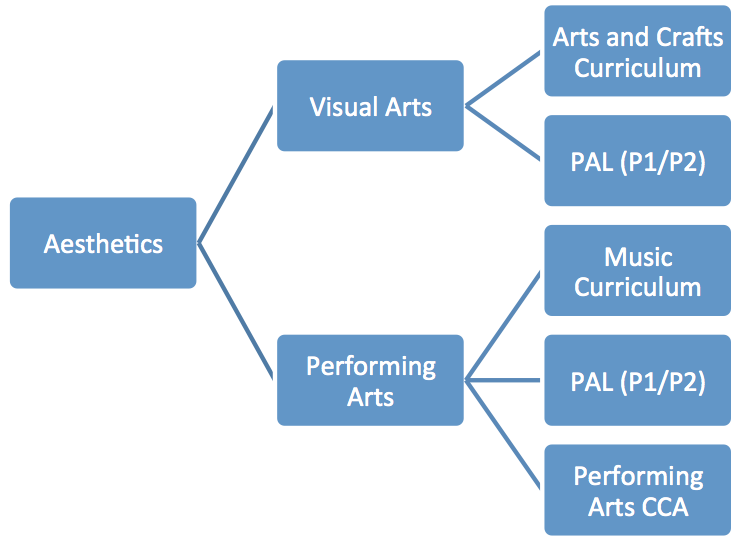 Aesthetics
Visual Arts
Arts and Crafts
Curriculum
PAL (P1/P2)
Performing
Arts
Music
Curriculum
PAL (P1/P2)
Performing
Arts CCA